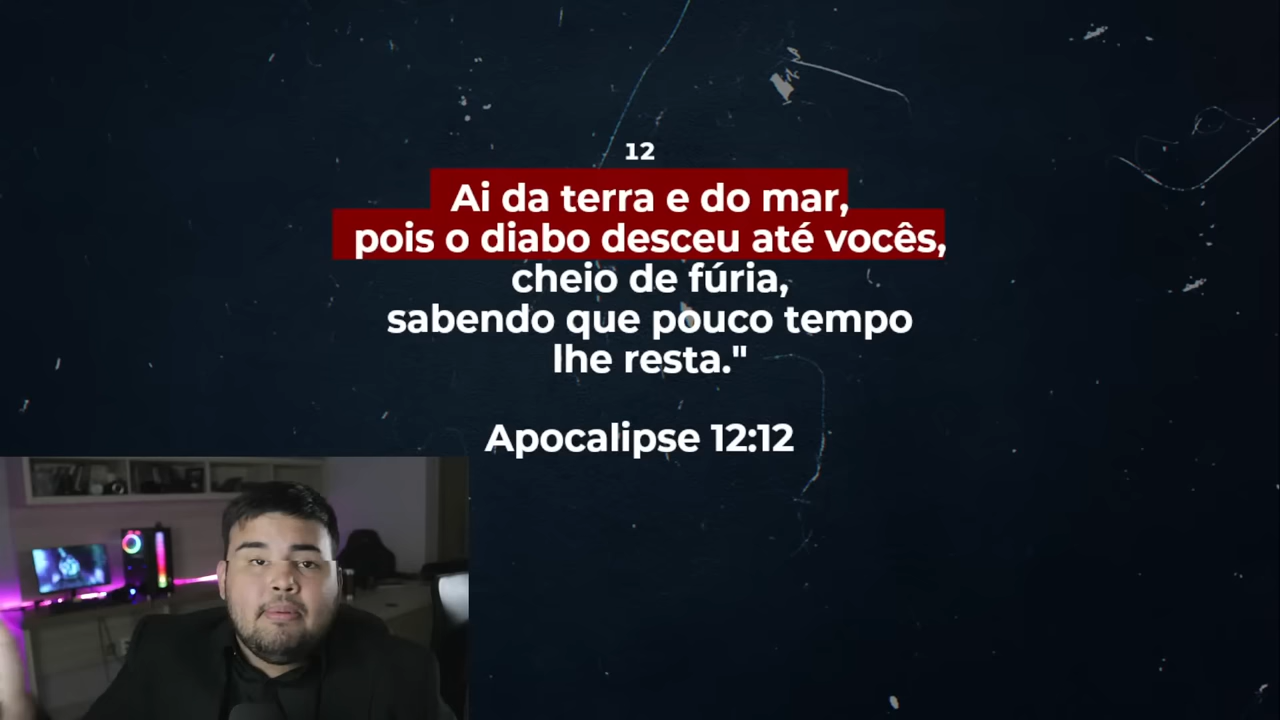 12
Ai da terra e do mar,
pois o diabo desceu até vocês,
cheio de fúria,
sabendo que pouco tempo
lhe resta."
Apocalipse 12:12